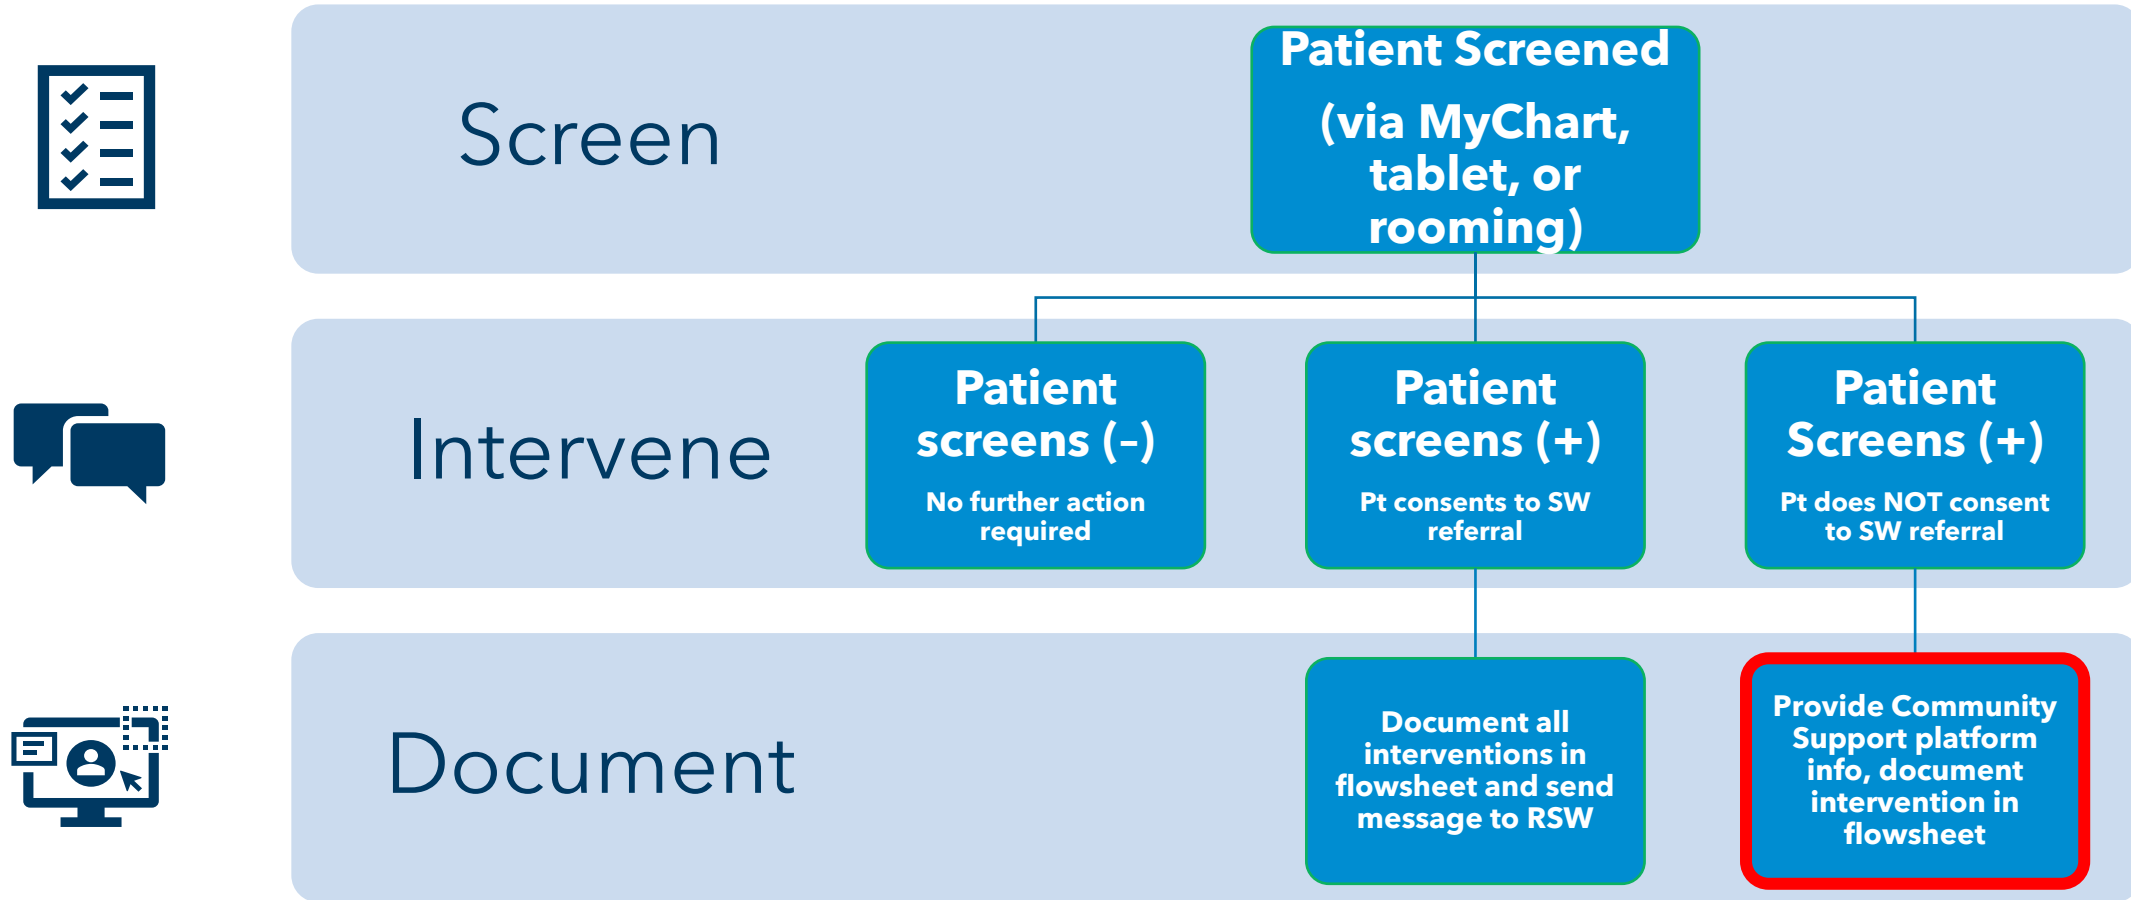 Screen
Patient Screened
(via MyChart,
tablet, or
rooming)
Intervene
Patient
screens (-)
No further action
required
Patient
screens (+)
Pt consents to SW
referral
Patient
Screens (+)
Pt does NOT consent
to SW referral
Document
Document all
interventions in
flowsheet and send
message to RSW
Provide Community
Support platform
info, document
intervention in
flowsheet